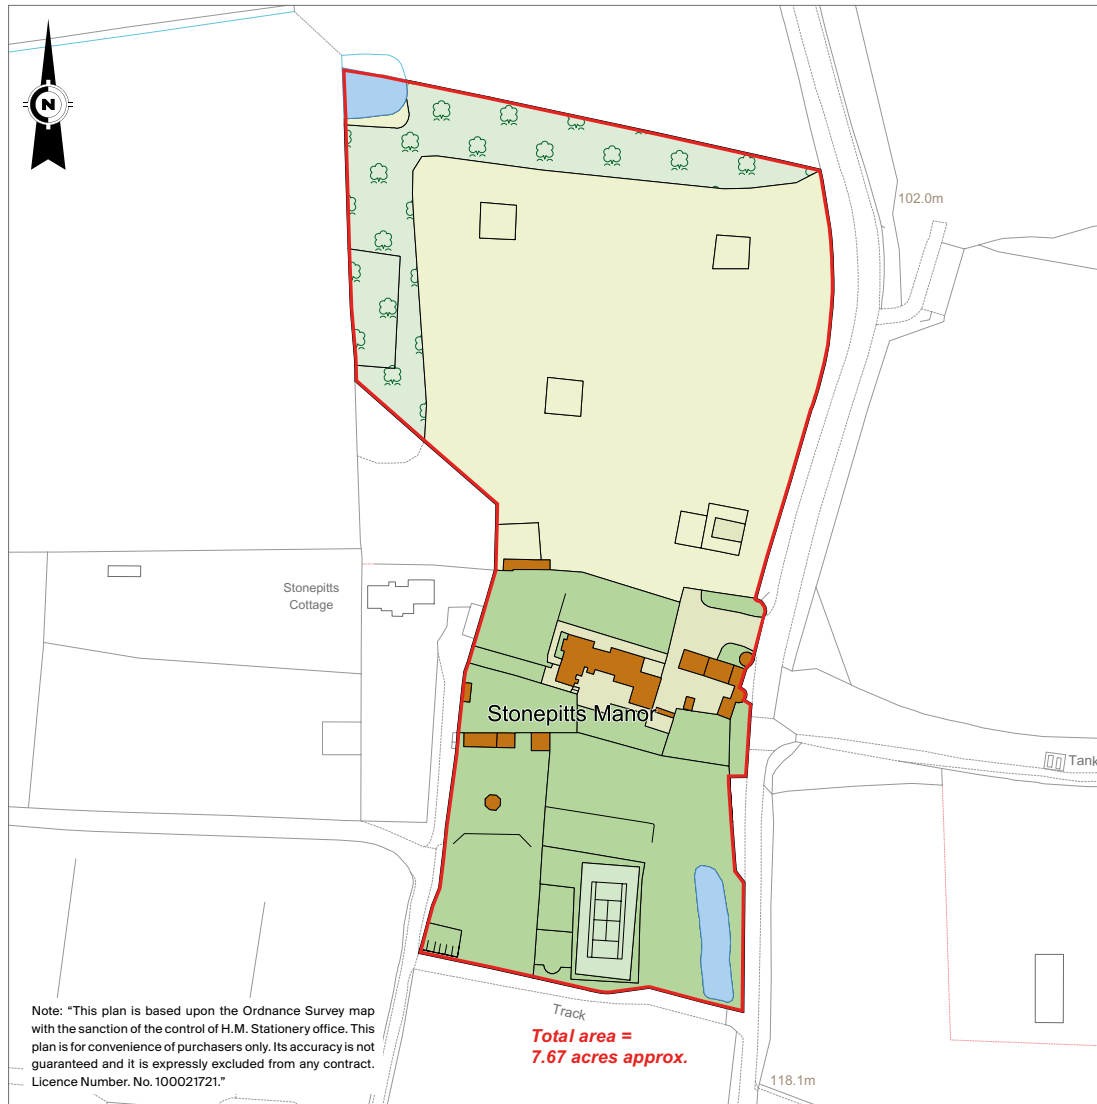 N
102.0m
Stonepitts
Cottage
Stonepitts Manor
Tank
Track
Total area =
7.67 acres approx.
118.1m
Note: “This plan is based upon the Ordnance Survey map
with the sanction of the control of H.M. Stationery office. This
plan is for convenience of purchasers only. Its accuracy is not
guaranteed and it is expressly excluded from any contract.
Licence Number. No. 100021721.”